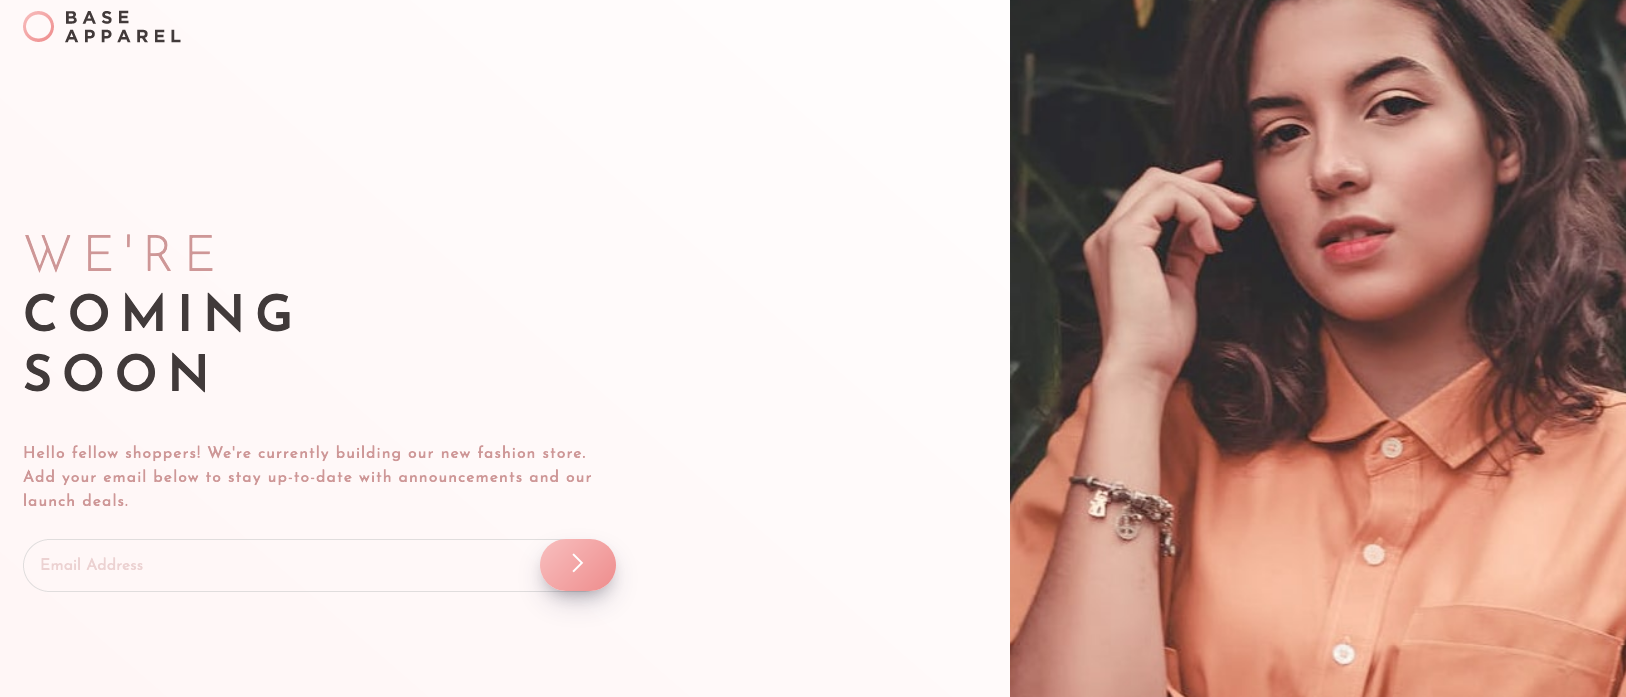 BASE
APPAREL
WE'RE
COMING
SOON
Hello fellow shoppers! We're currently building our new fashion store.
Add your email below to stay up-to-date with announcements and our
launch deals.
Email Address